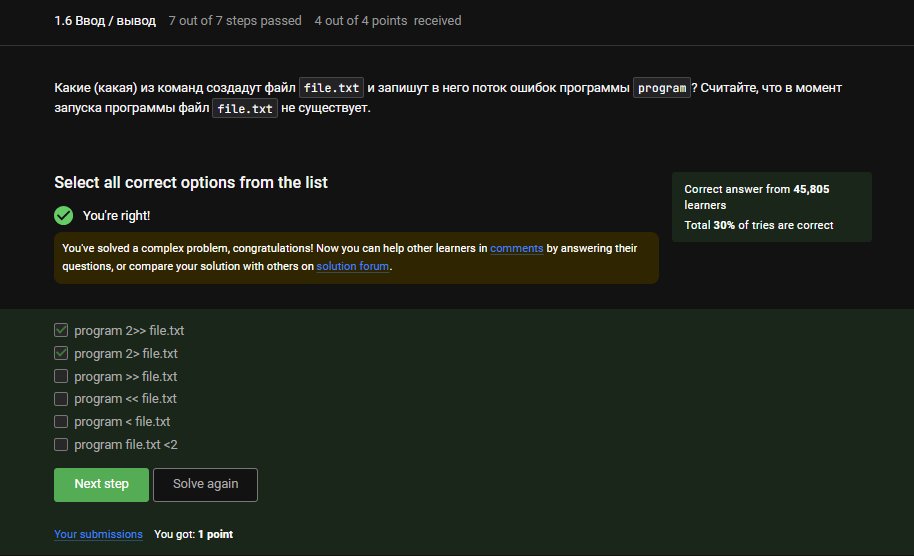 1.6 Ввод / вывод 7 out of 7 steps passed 4 out of 4 points received
Какие (какая) из команд создадут файл file.txt и запишут в него поток ошибок программы program? Считайте, что в момент
запуска программы файл file.txt не существует.
Select all correct options from the list
You're right!
You've solved a complex problem, congratulations! Now you can help other learners in comments by answering their
questions, or compare your solution with others on solution forum.
Correct answer from 45,805
learners
Total 30% of tries are correct
program 2>> file.txt
program 2> file.txt
program >> file.txt
program << file.txt
program < file.txt
program file.txt <2
Next step Solve again
Your submissions You got: 1 point